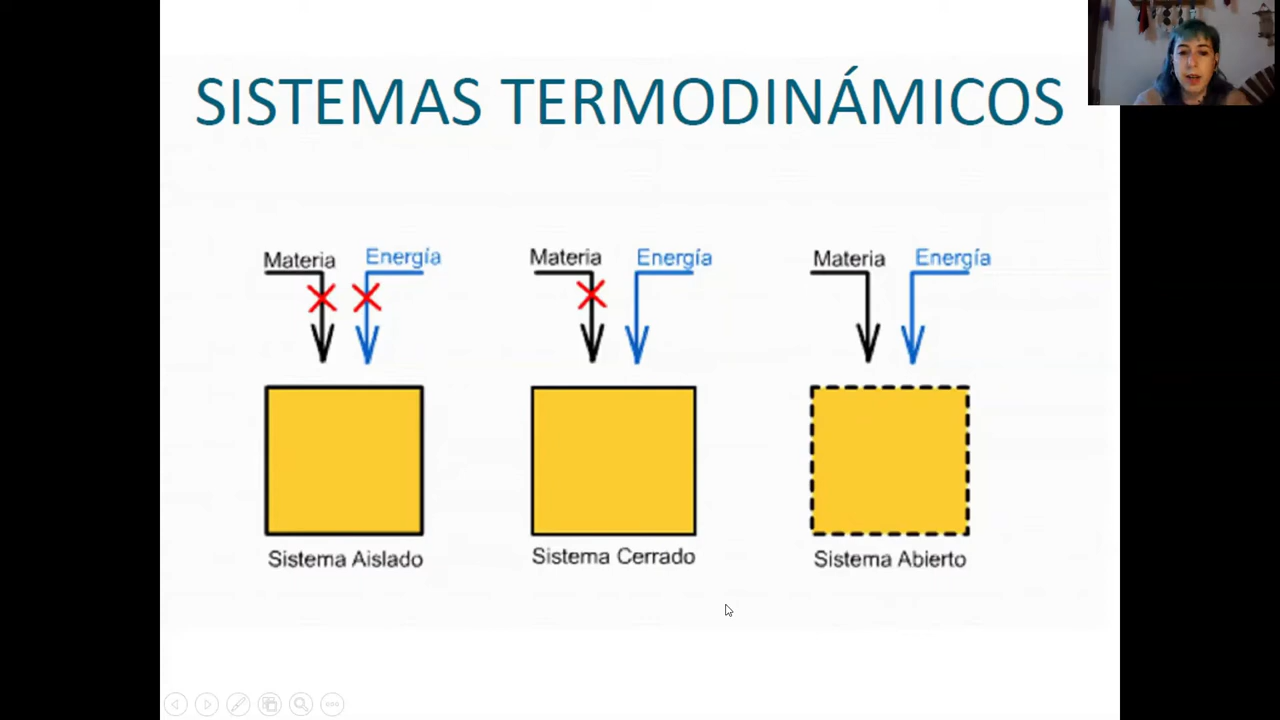 SISTEMAS TERMODINÁMICOS
Materia Energía Materia Energía Materia Energía
Sistema Aislado Sistema Cerrado Sistema Abierto